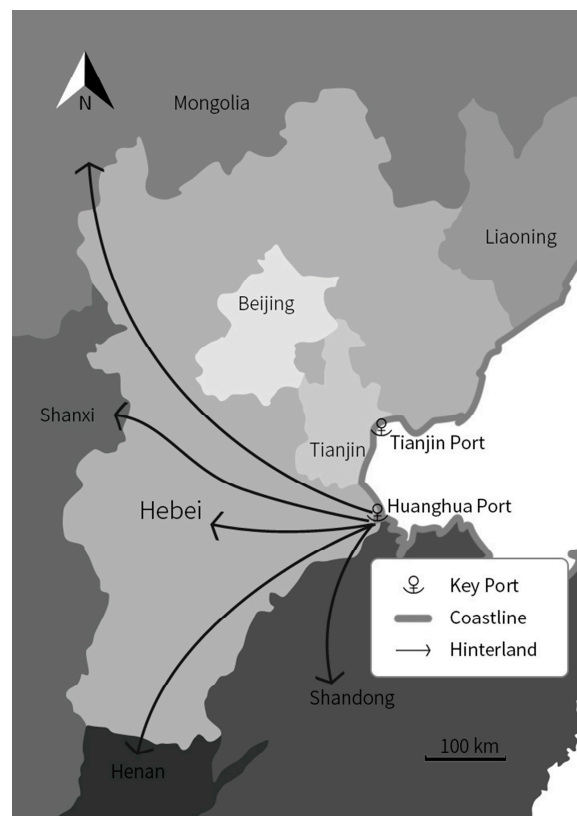 N
Mongolia
Liaoning
Beijing
Shanxi
Tianjin Port
Tianjin
Hebei
Huanghua Port
Key Port
Coastline
Hinterland
Shandong
100 km
Henan